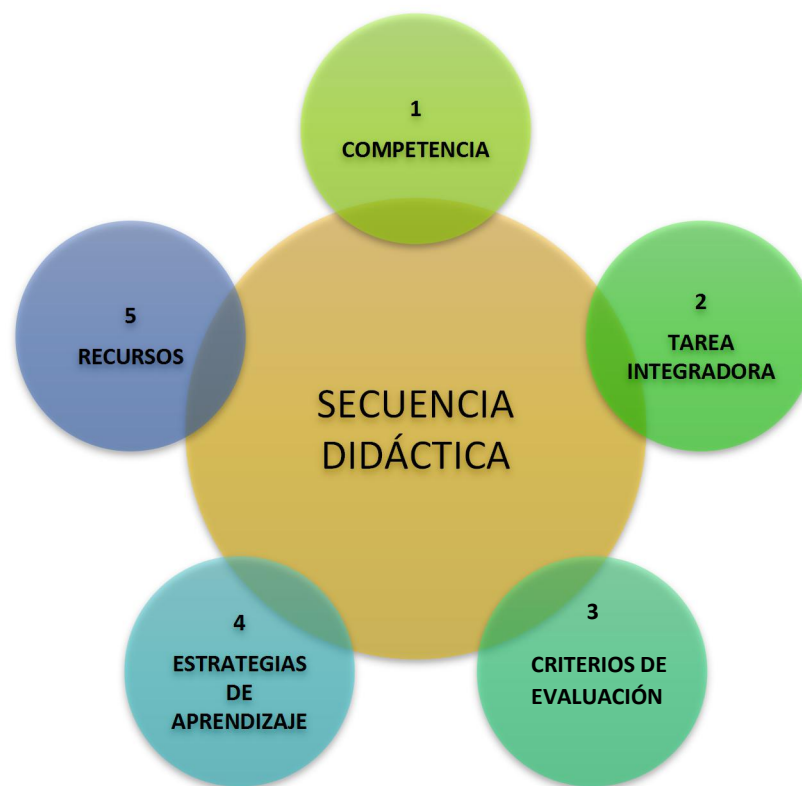 1
COMPETENCIA
2
TAREA
INTEGRADORA
3
CRITERIOS DE
EVALUACIÓN
4
ESTRATEGIAS
DE
APRENDIZAJE
5
RECURSOS
SECUENCIA
DIDÁCTICA